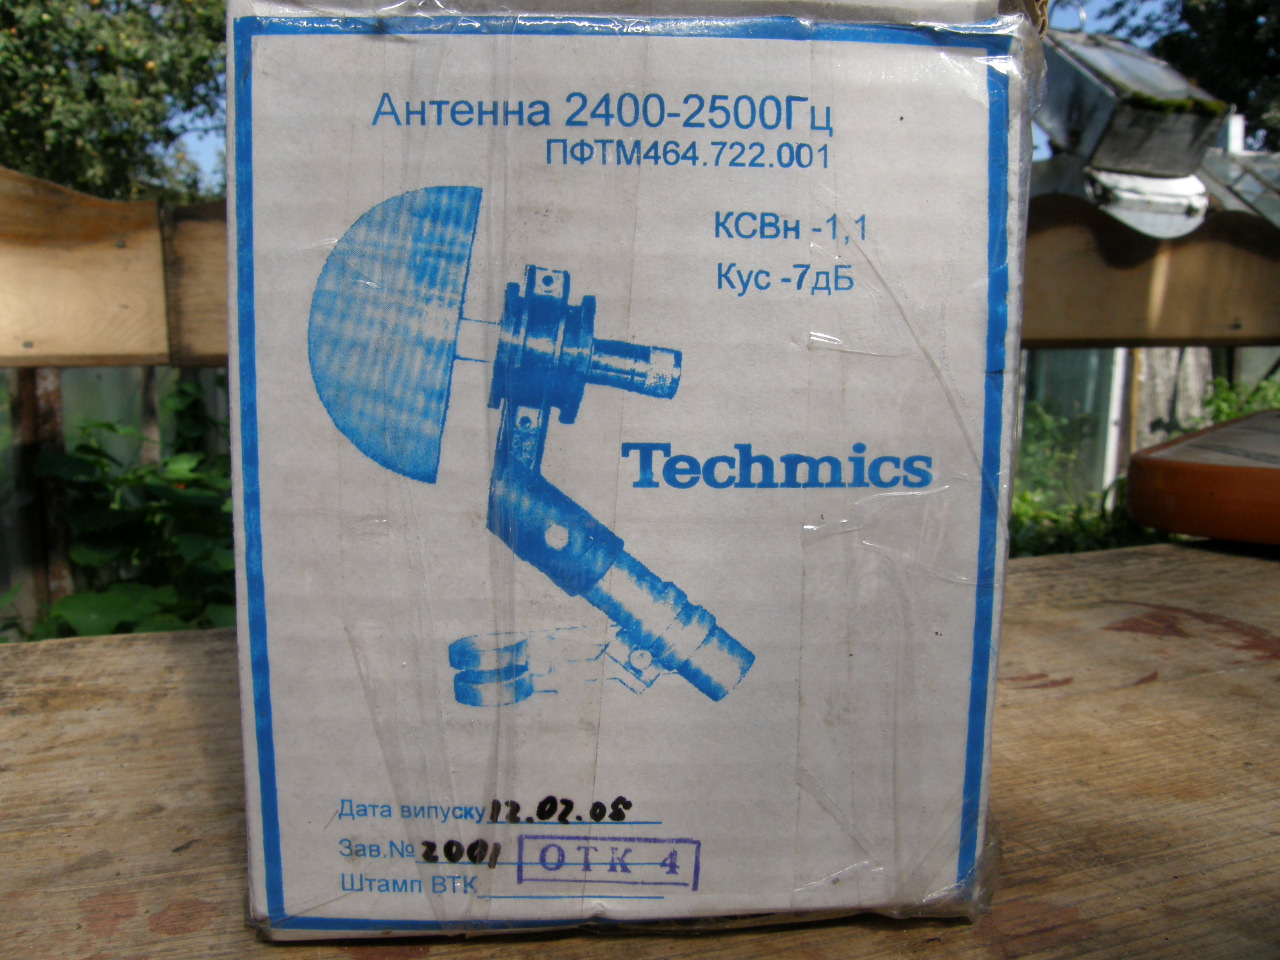 Антенна 2400-2500Гц
ПФТМ464.722.001
КСВн -1,1
Кус -7дБ
Techmics
Дата випуску 12.02.05
Зав.№ 2001
ОТК 4
Штамп ВТК